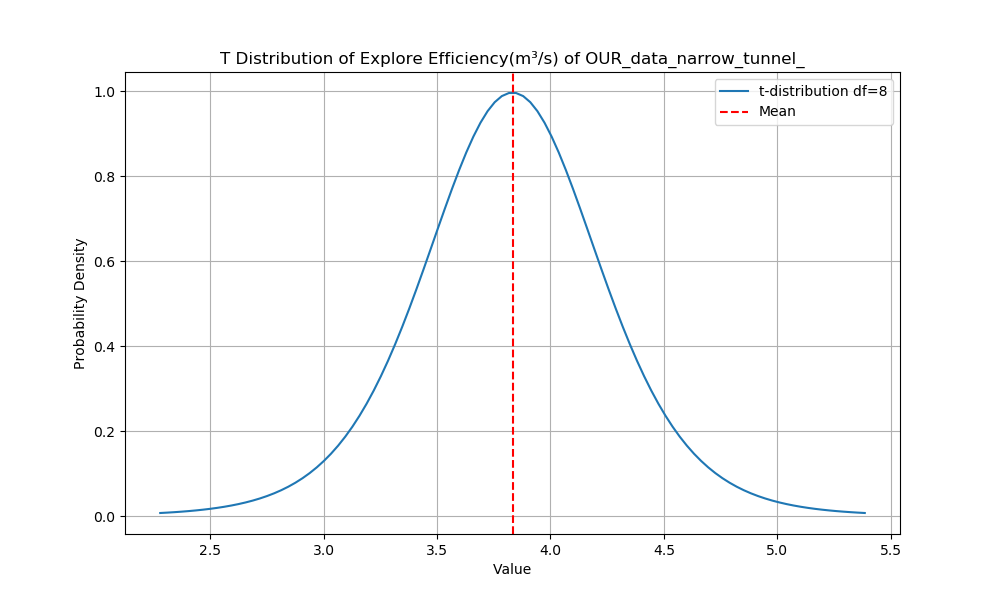 T Distribution of Explore Efficiency(m³/s) of OUR_data_narrow_tunnel_
t-distribution df=8
Mean
Probability Density
1.0
0.8
0.6
0.4
0.2
0.0
2.5 3.0 3.5 4.0 4.5 5.0 5.5
Value